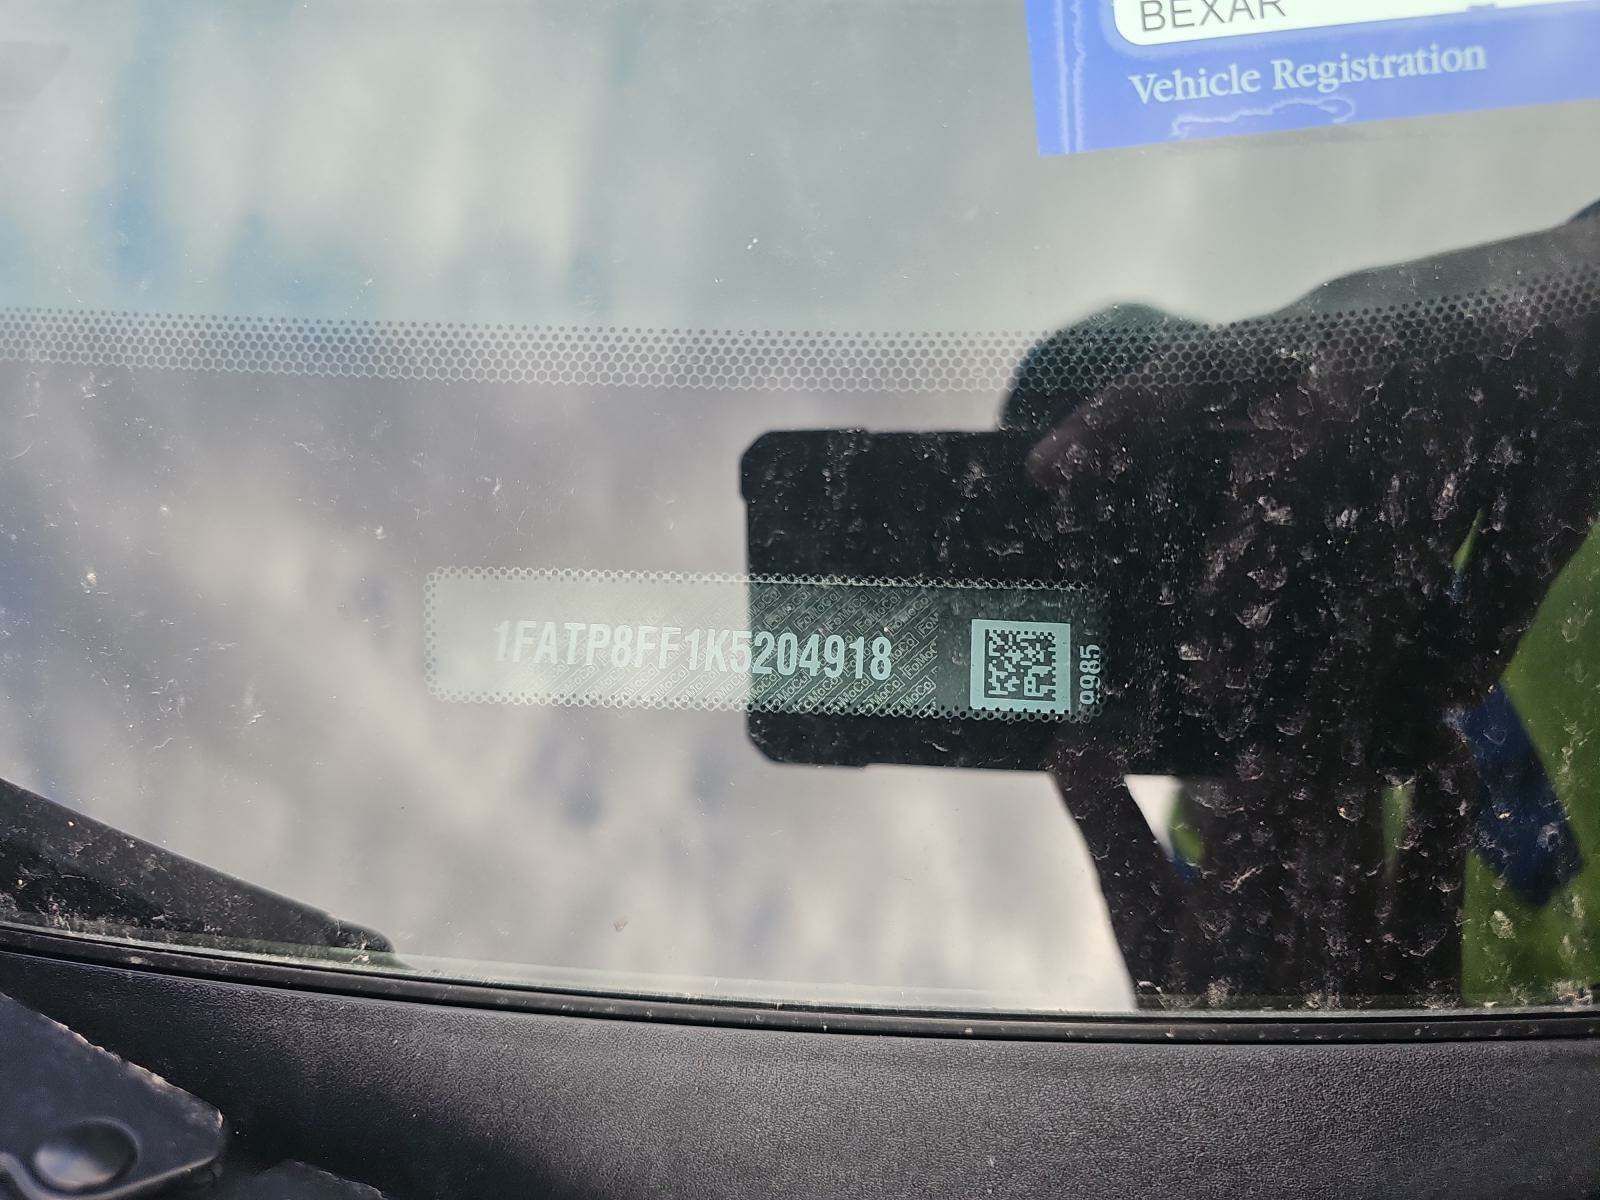 BEXAR
Vehicle Registration
1FATP8FF1K5204918
9985